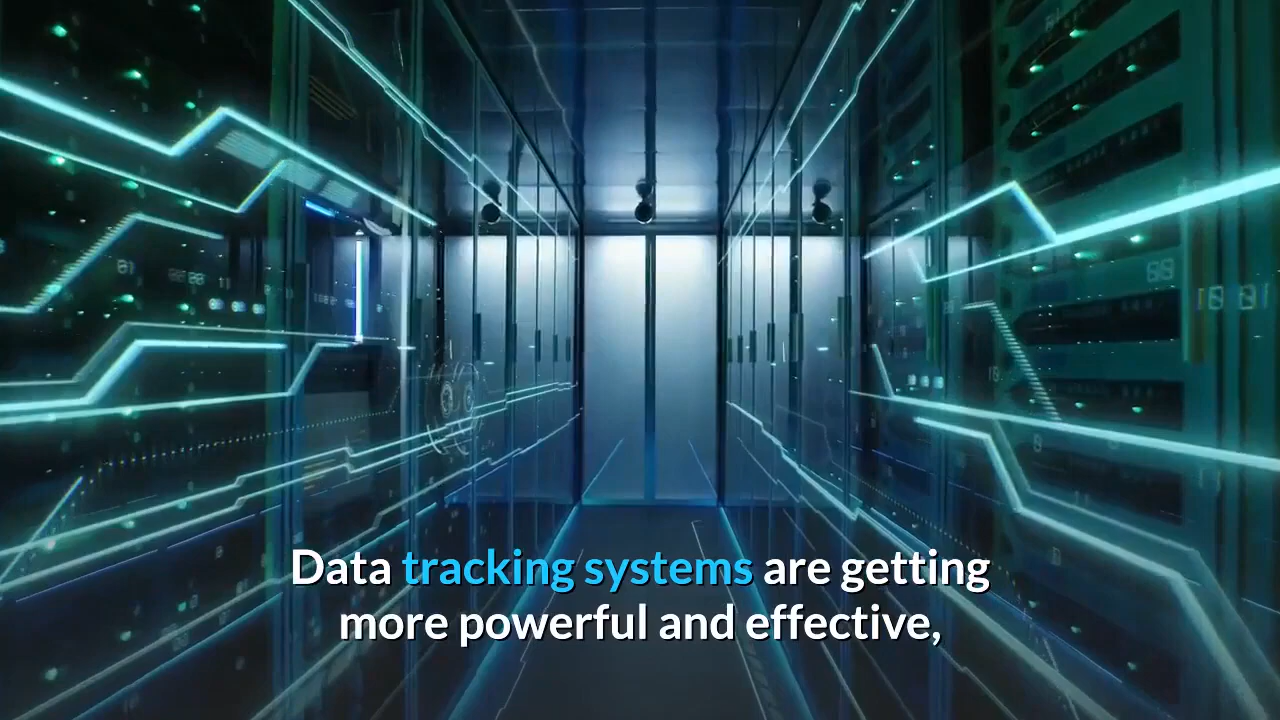 Data tracking systems are getting
more powerful and effective,